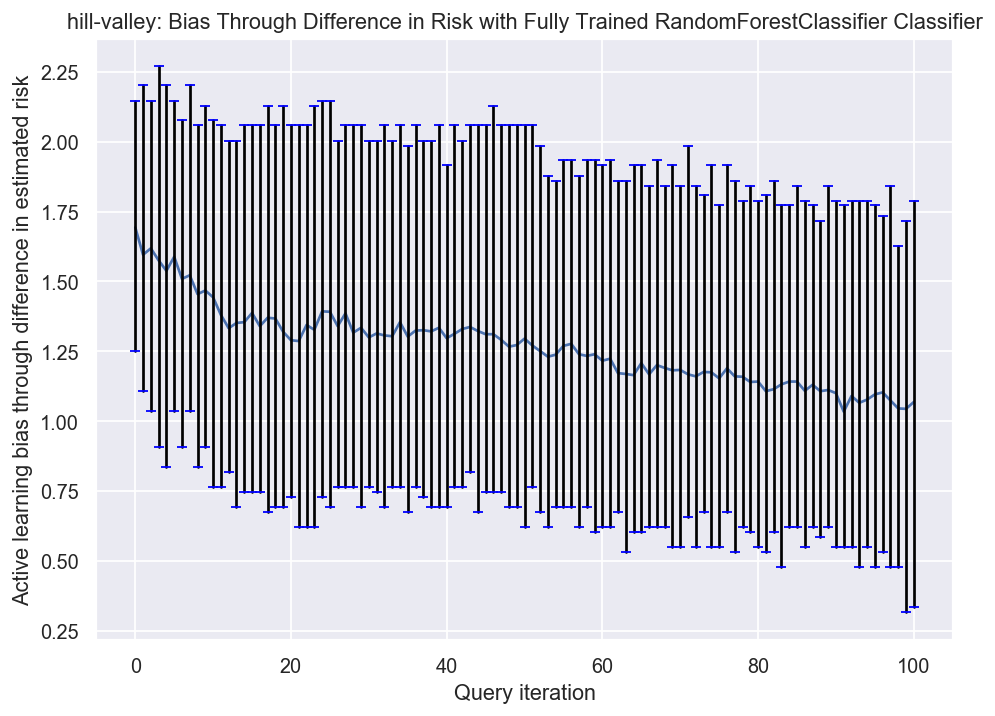 hill-valley: Bias Through Difference in Risk with Fully Trained RandomForestClassifier Classifier
Active learning bias through difference in estimated risk
2.25
2.00
1.75
1.50
1.25
1.00
0.75
0.50
0.25
0 20 40 60 80 100
Query iteration